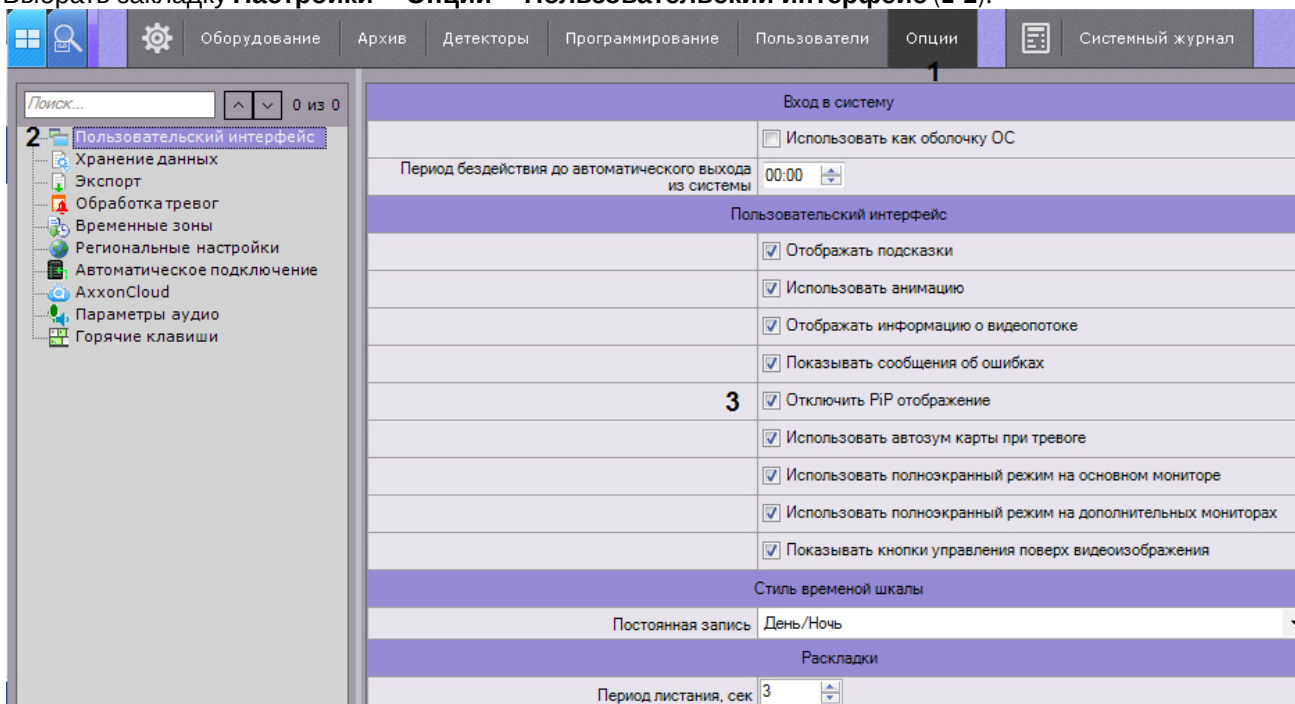 Выбрать закладку Настройки – Опции – Пользовательский интерфейс (1-2).
Оборудование Архив Детекторы Программирование Пользователи Опции Системный журнал
1
Поиск... 0 из 0
2 Пользовательский интерфейс
Хранение данных
Экспорт
Обработка тревог
Временные зоны
Региональные настройки
Автоматическое подключение
AxxonCloud
Параметры аудио
Горячие клавиши
Вход в систему
Использовать как оболочку ОС
Период бездействия до автоматического выхода
из системы 00:00
Пользовательский интерфейс
Отображать подсказки
Использовать анимацию
Отображать информацию о видеопотоке
Показывать сообщения об ошибках
3 Отключить PiP отображение
Использовать автозум карты при тревоге
Использовать полноэкранный режим на основном мониторе
Использовать полноэкранный режим на дополнительных мониторах
Показывать кнопки управления поверх видеоизображения
Стиль временой шкалы
Постоянная запись День/Ночь
Раскладки
Период листания, сек 3